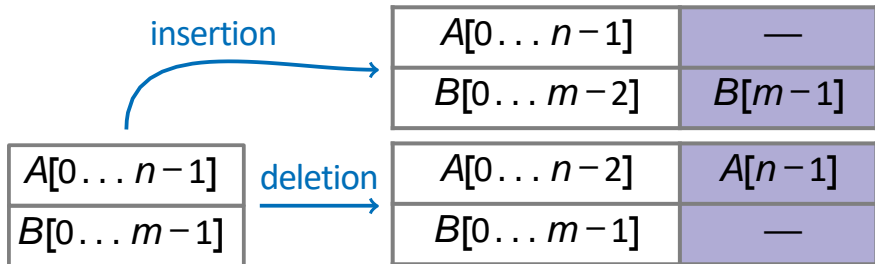 insertion
A[0... n−1] —
B[0... m−2] B[m−1]
A[0... n−1]
B[0... m−1]
deletion
A[0... n−2] A[n−1]
B[0... m−1] —